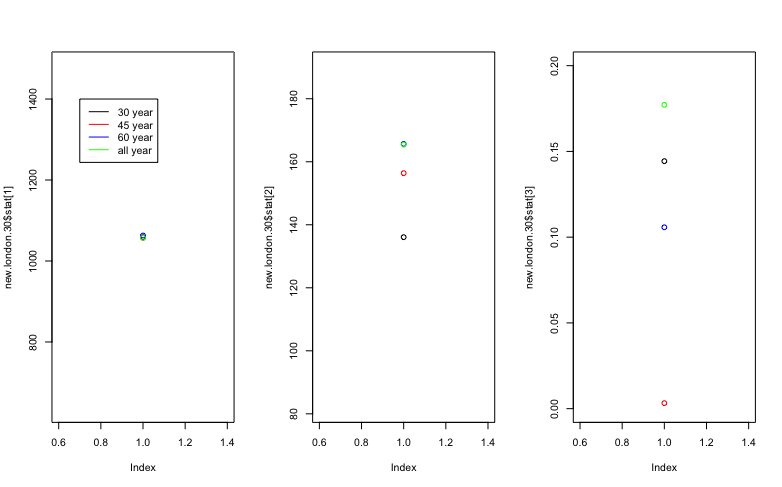 new.london.30$stat[1]
1400
1200
1000
800
30 year
45 year
60 year
all year
0.6 0.8 1.0 1.2 1.4
Index
new.london.30$stat[2]
180
160
140
120
100
80
0.6 0.8 1.0 1.2 1.4
Index
new.london.30$stat[3]
0.20
0.15
0.10
0.05
0.00
0.6 0.8 1.0 1.2 1.4
Index